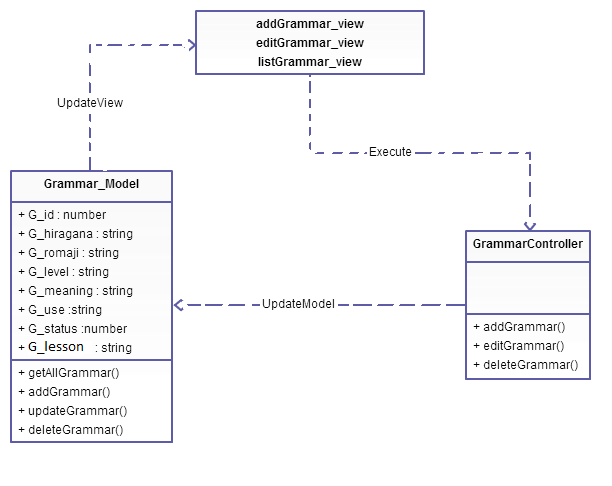 addGrammar_view
editGrammar_view
listGrammar_view
UpdateView
Execute
Grammar_Model
+ G_id : number
+ G_hiragana : string
+ G_romaji : string
+ G_level : string
+ G_meaning : string
+ G_use :string
+ G_status :number
+ G_lesson : string
+ getAllGrammar()
+ addGrammar()
+ updateGrammar()
+ deleteGrammar()
UpdateModel
GrammarController
+ addGrammar()
+ editGrammar()
+ deleteGrammar()